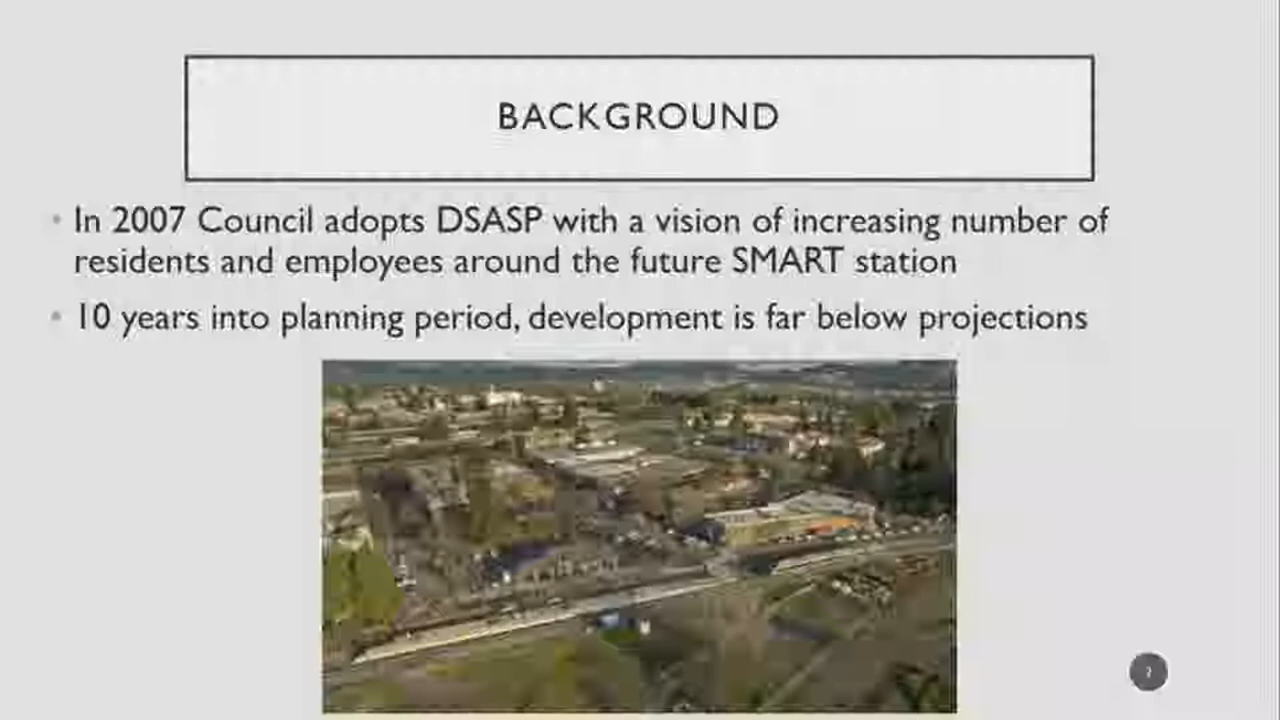 BACKGROUND
• In 2007 Council adopts DSASP with a vision of increasing number of
residents and employees around the future SMART station
• 10 years into planning period, development is far below projections